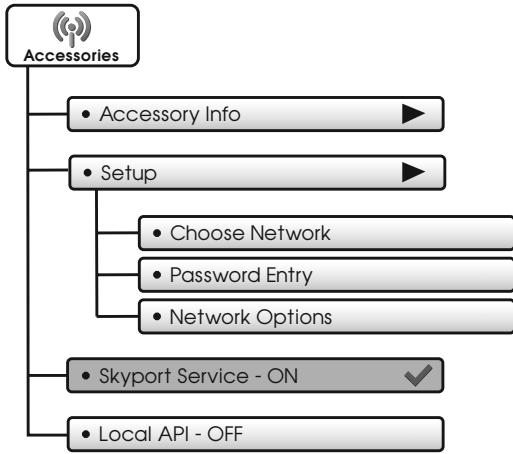 Accessories
• Accessory Info
• Setup
• Choose Network
• Password Entry
• Network Options
• Skyport Service - ON
• Local API - OFF